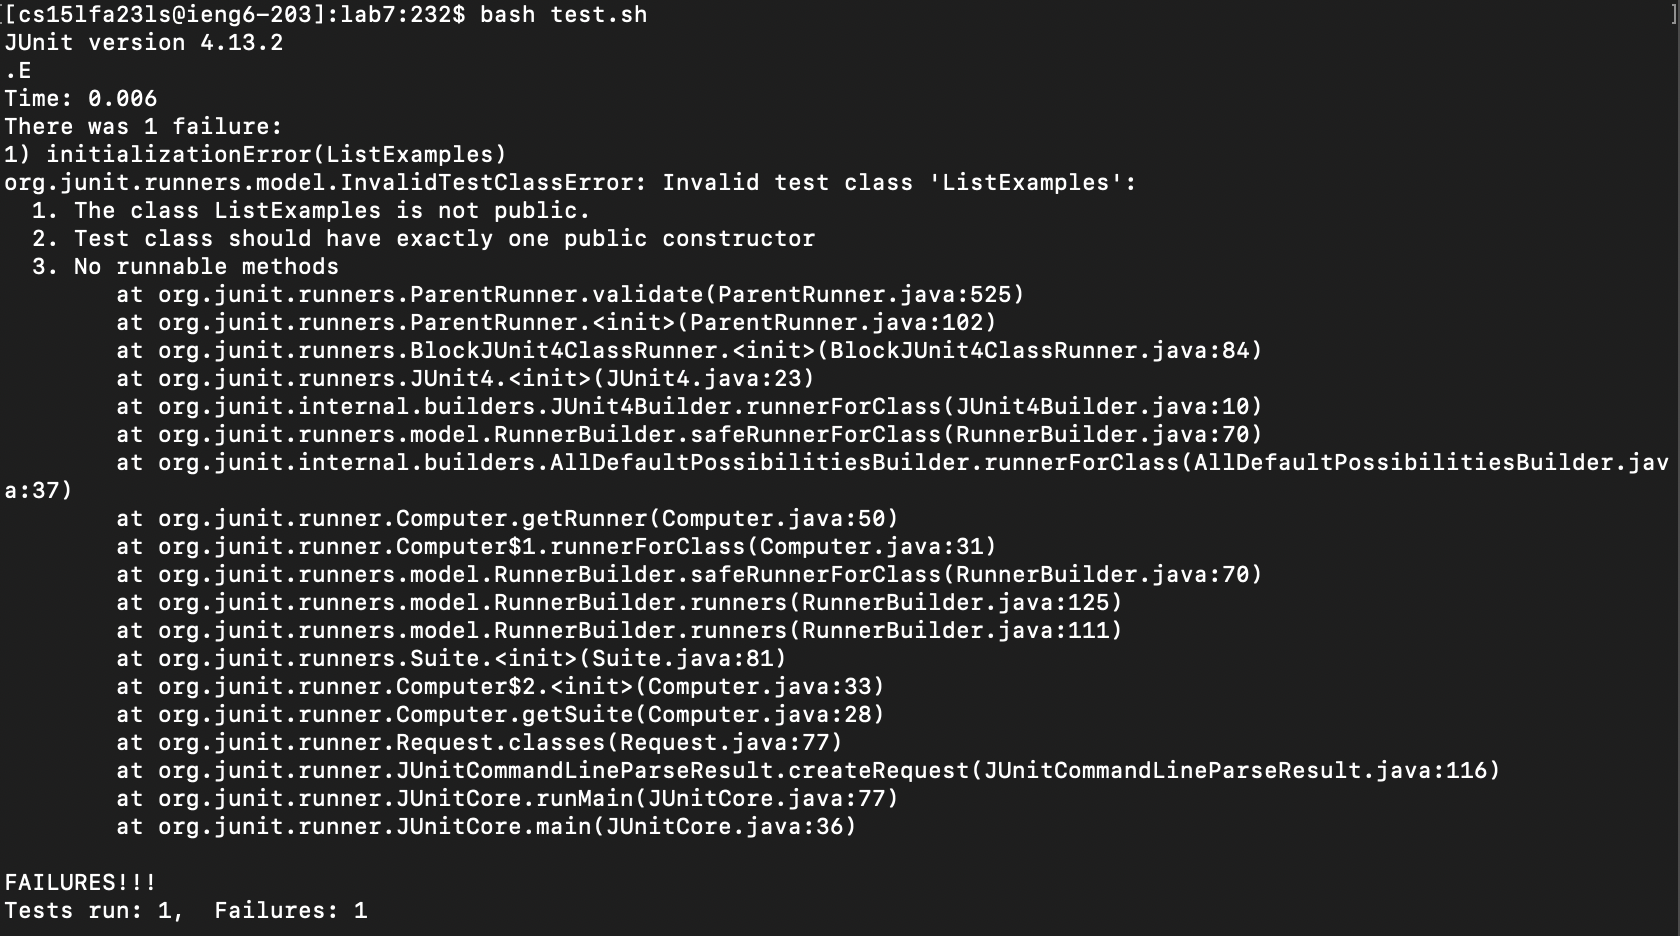 [[cs15lfa23ls@ieng6-203]:lab7:232$ bash test.sh ]
JUnit version 4.13.2
.E
Time: 0.006
There was 1 failure:
1) initializationError(ListExamples)
org.junit.runners.model.InvalidTestClassError: Invalid test class 'ListExamples':
  1. The class ListExamples is not public.
  2. Test class should have exactly one public constructor
  3. No runnable methods
        at org.junit.runners.ParentRunner.validate(ParentRunner.java:525)
        at org.junit.runners.ParentRunner.<init>(ParentRunner.java:102)
        at org.junit.runners.BlockJUnit4ClassRunner.<init>(BlockJUnit4ClassRunner.java:84)
        at org.junit.runners.JUnit4.<init>(JUnit4.java:23)
        at org.junit.internal.builders.JUnit4Builder.runnerForClass(JUnit4Builder.java:10)
        at org.junit.runners.model.RunnerBuilder.safeRunnerForClass(RunnerBuilder.java:70)
        at org.junit.internal.builders.AllDefaultPossibilitiesBuilder.runnerForClass(AllDefaultPossibilitiesBuilder.jav
a:37)
        at org.junit.runner.Computer.getRunner(Computer.java:50)
        at org.junit.runner.Computer$1.runnerForClass(Computer.java:31)
        at org.junit.runners.model.RunnerBuilder.safeRunnerForClass(RunnerBuilder.java:70)
        at org.junit.runners.model.RunnerBuilder.runners(RunnerBuilder.java:125)
        at org.junit.runners.model.RunnerBuilder.runners(RunnerBuilder.java:111)
        at org.junit.runners.Suite.<init>(Suite.java:81)
        at org.junit.runner.Computer$2.<init>(Computer.java:33)
        at org.junit.runner.Computer.getSuite(Computer.java:28)
        at org.junit.runner.Request.classes(Request.java:77)
        at org.junit.runner.JUnitCommandLineParseResult.createRequest(JUnitCommandLineParseResult.java:116)
        at org.junit.runner.JUnitCore.runMain(JUnitCore.java:77)
        at org.junit.runner.JUnitCore.main(JUnitCore.java:36)

FAILURES!!!
Tests run: 1,  Failures: 1